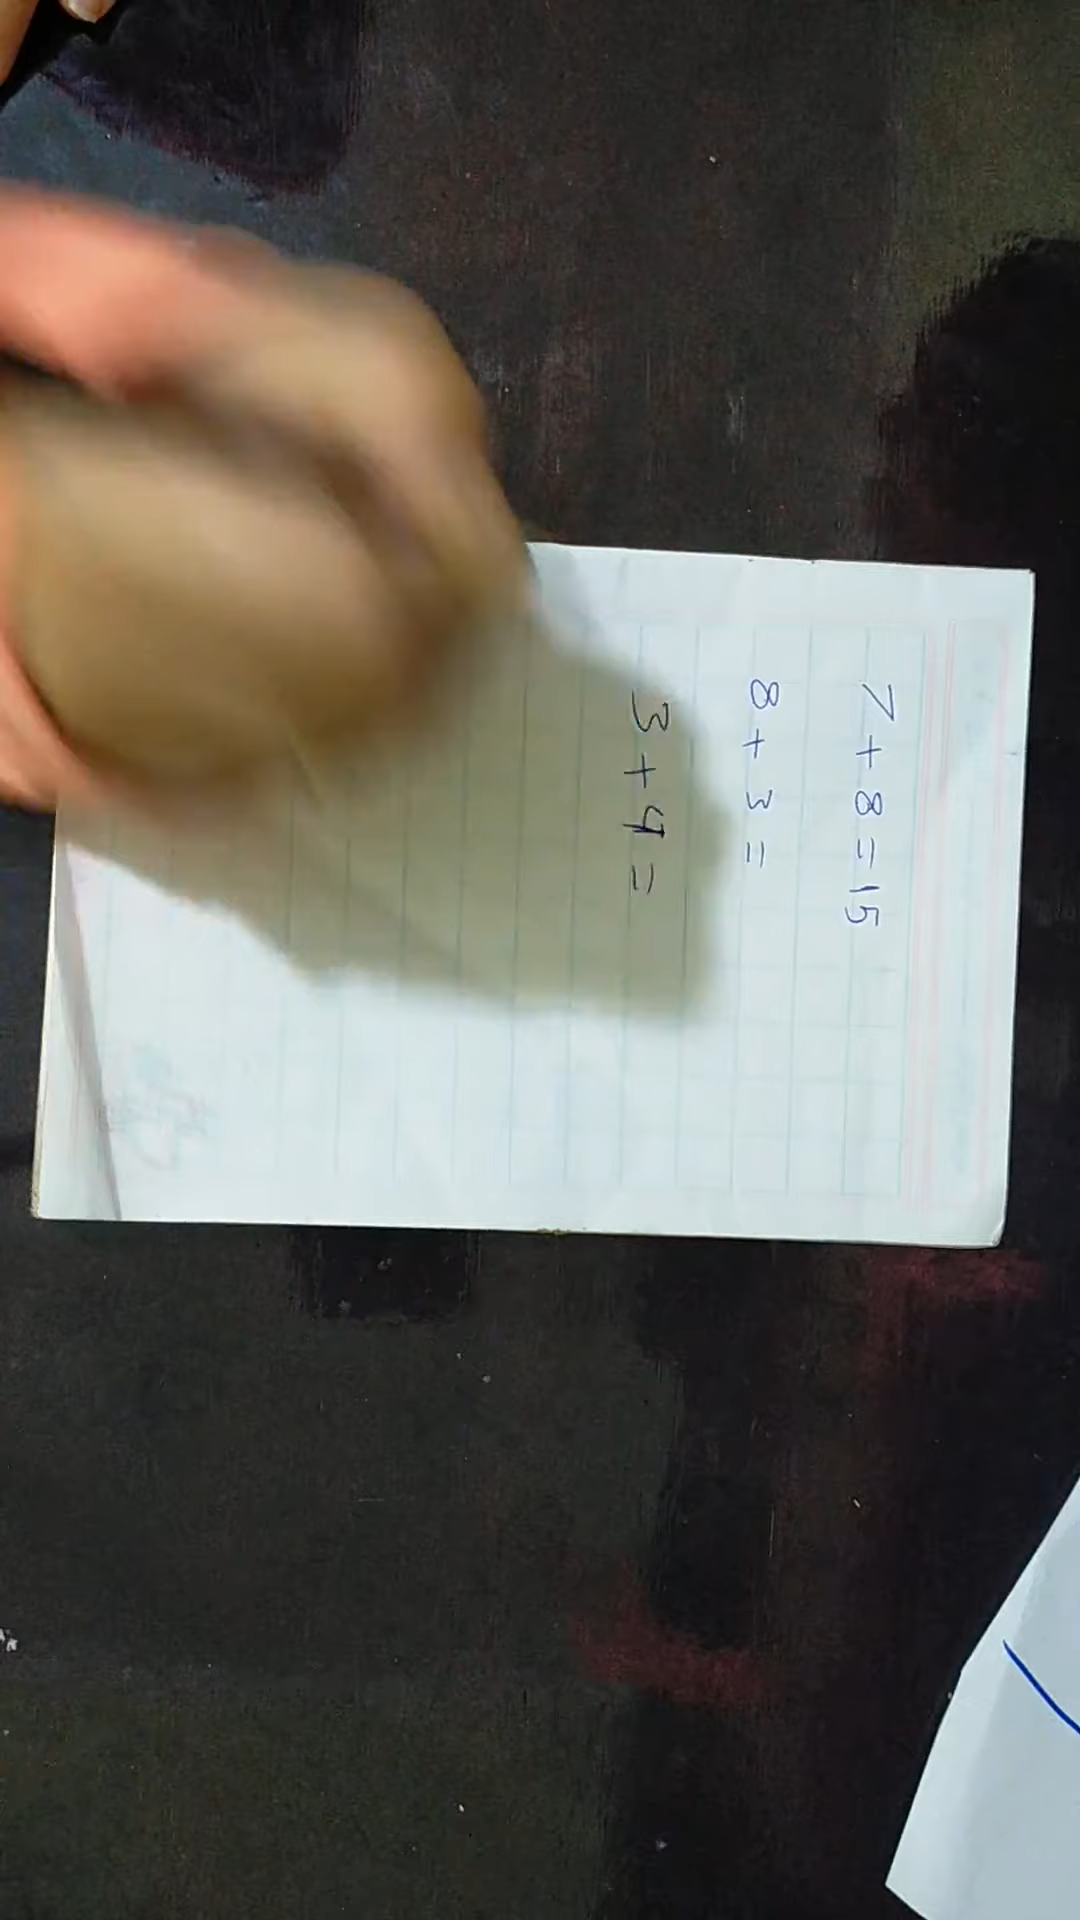 7 + 8 = 15
8 + 3 =
3 + 4 =